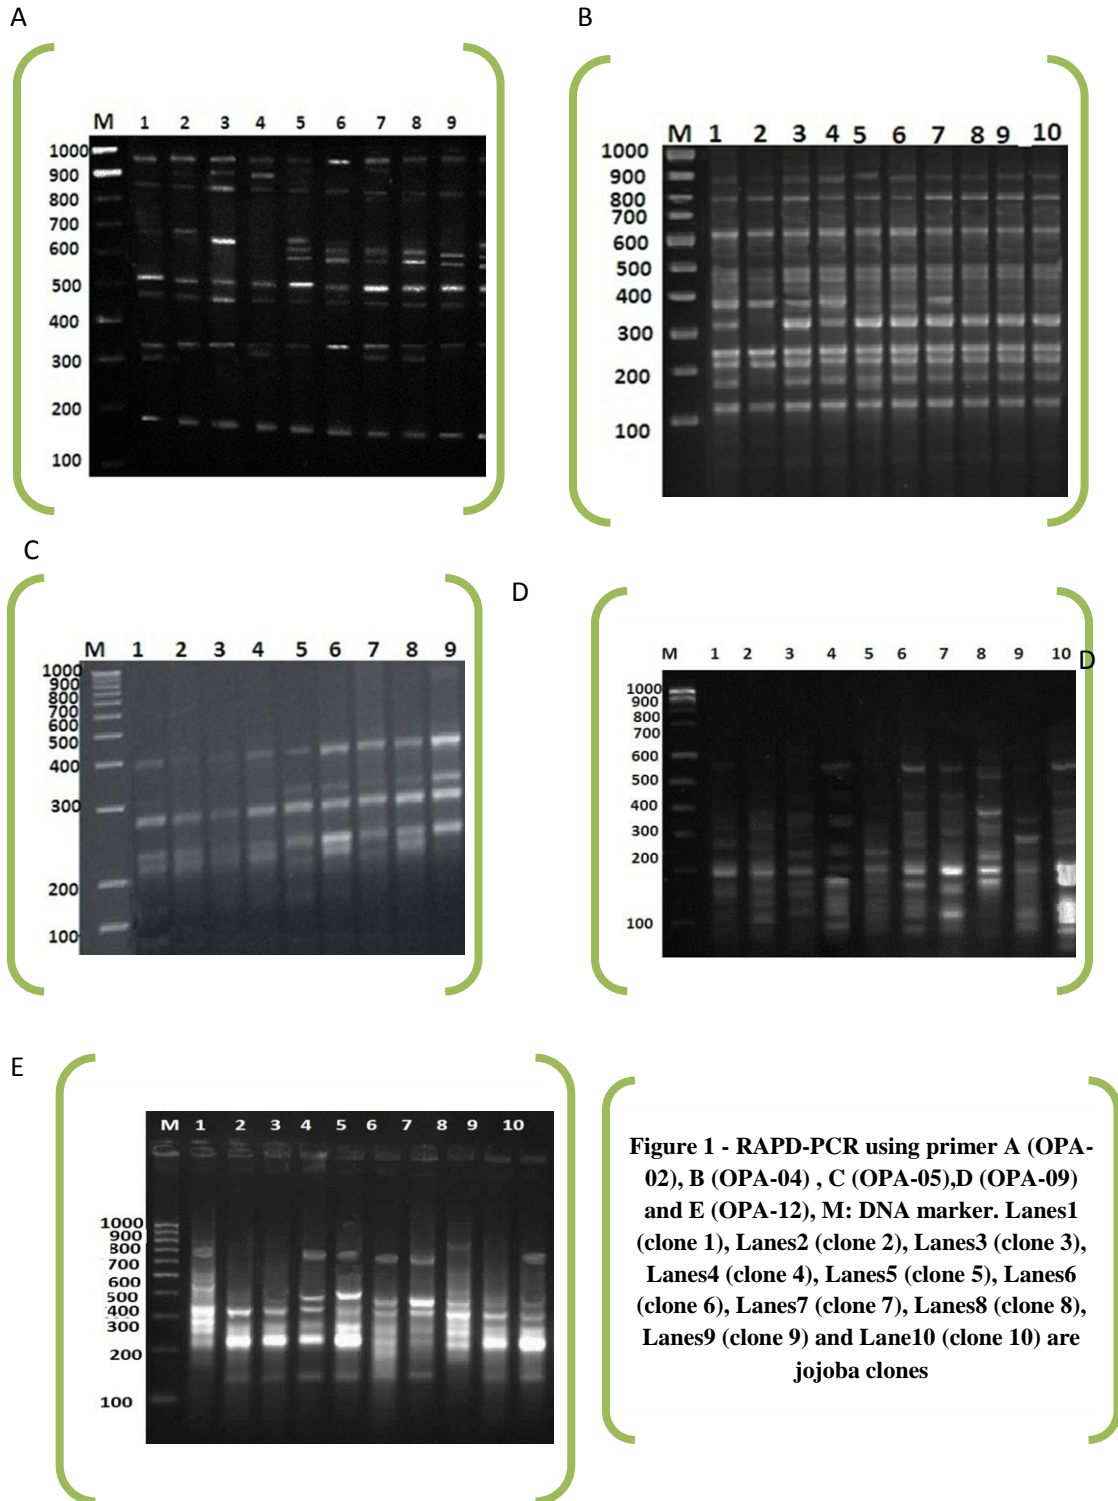 A
M 1 2 3 4 5 6 7 8 9
1000
900
800
700
600
500
400
300
200
100
B
M 1 2 3 4 5 6 7 8 9 10
1000
900
800
700
600
500
400
300
200
100
C
M 1 2 3 4 5 6 7 8 9
1000
900
800
700
600
500
400
300
200
100
D
M 1 2 3 4 5 6 7 8 9 10
D
1000
900
800
700
600
500
400
300
200
100
E
M 1 2 3 4 5 6 7 8 9 10
1000
900
800
700
600
500
400
300
200
100
Figure 1 - RAPD-PCR using primer A (OPA-
02), B (OPA-04) , C (OPA-05),D (OPA-09)
and E (OPA-12), M: DNA marker. Lanes1
(clone 1), Lanes2 (clone 2), Lanes3 (clone 3),
Lanes4 (clone 4), Lanes5 (clone 5), Lanes6
(clone 6), Lanes7 (clone 7), Lanes8 (clone 8),
Lanes9 (clone 9) and Lane10 (clone 10) are
jojoba clones